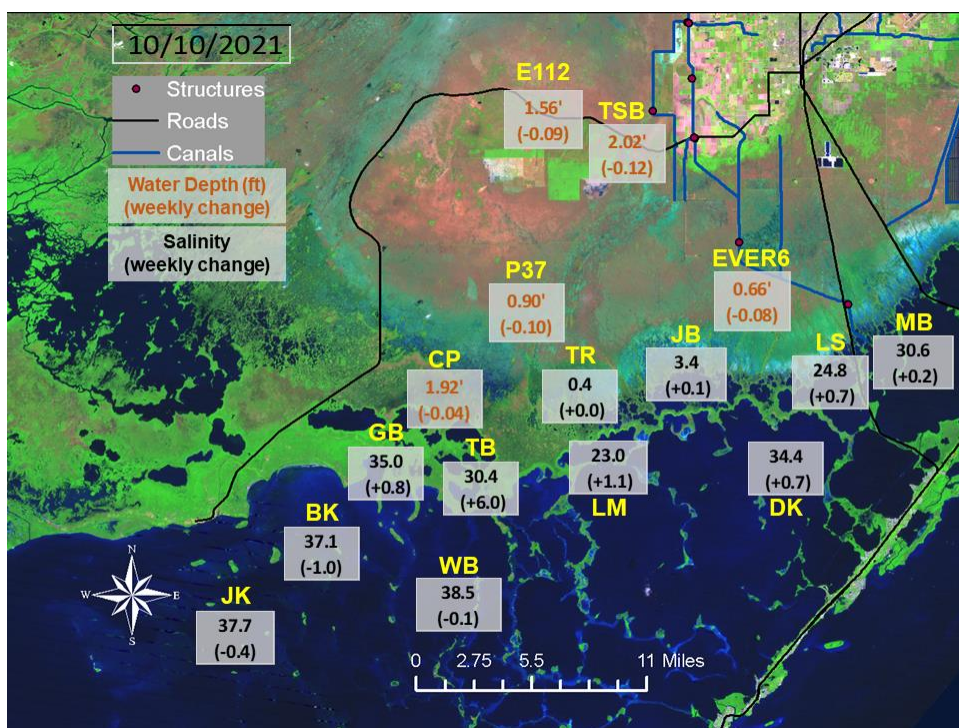 10/10/2021
Structures
Roads
Canals
Water Depth (ft)
(weekly change)
Salinity
(weekly change)
E112
1.56'
(-0.09)
TSB
2.02'
(-0.12)
P37
0.90'
(-0.10)
EVER6
0.66'
(-0.08)
CP
1.92'
(-0.04)
TR
0.4
(+0.0)
JB
3.4
(+0.1)
LS
24.8
(+0.7)
MB
30.6
(+0.2)
GB
35.0
(+0.8)
TB
30.4
(+6.0)
23.0
(+1.1)
LM
34.4
(+0.7)
DK
BK
37.1
(-1.0)
WB
38.5
(-0.1)
JK
37.7
(-0.4)
N
W E
S
0 2.75 5.5 11 Miles